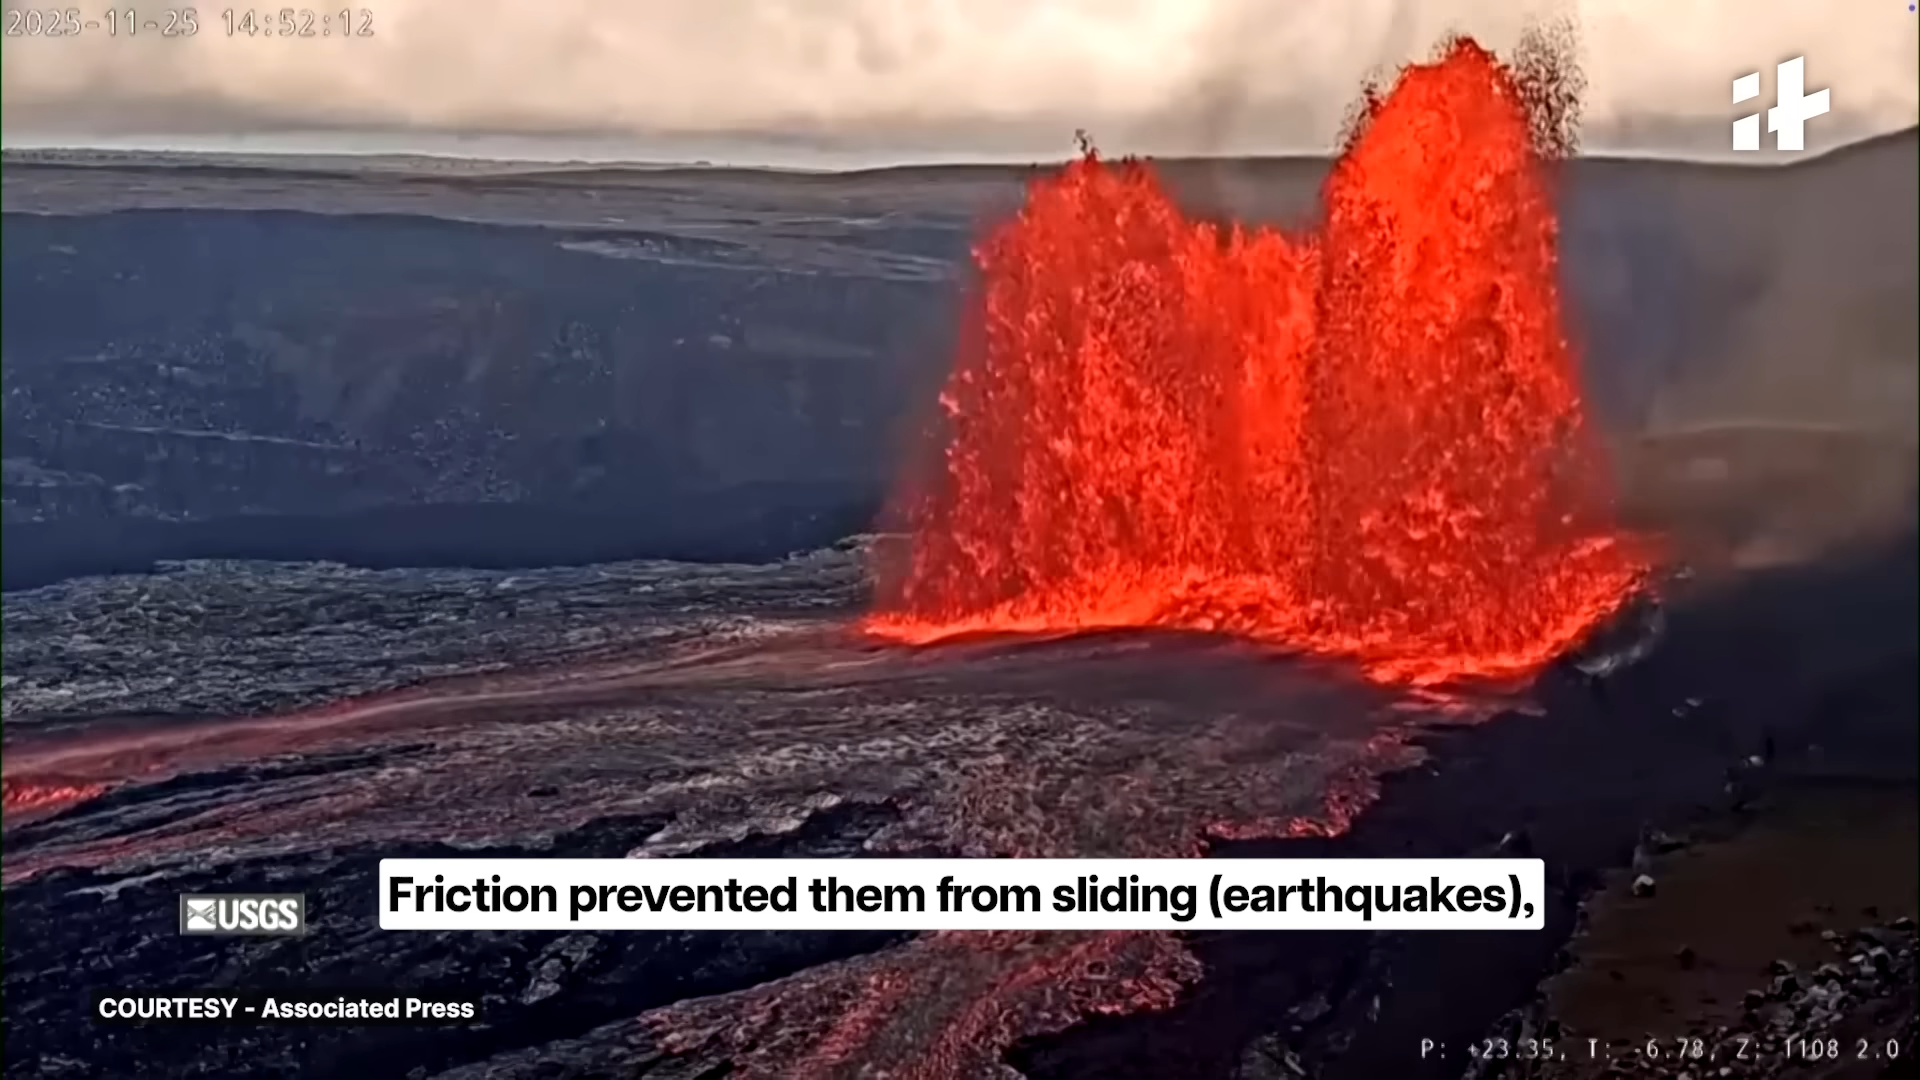 2025-11-25 14:52:12
it
Friction prevented them from sliding (earthquakes),
USGS
COURTESY - Associated Press
P: +23.35, T: -6.78, Z: 1108 2.0